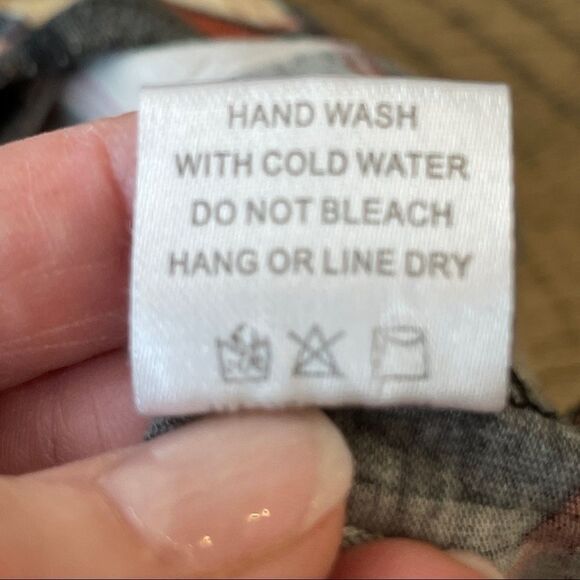 HAND WASH
WITH COLD WATER
DO NOT BLEACH
HANG OR LINE DRY